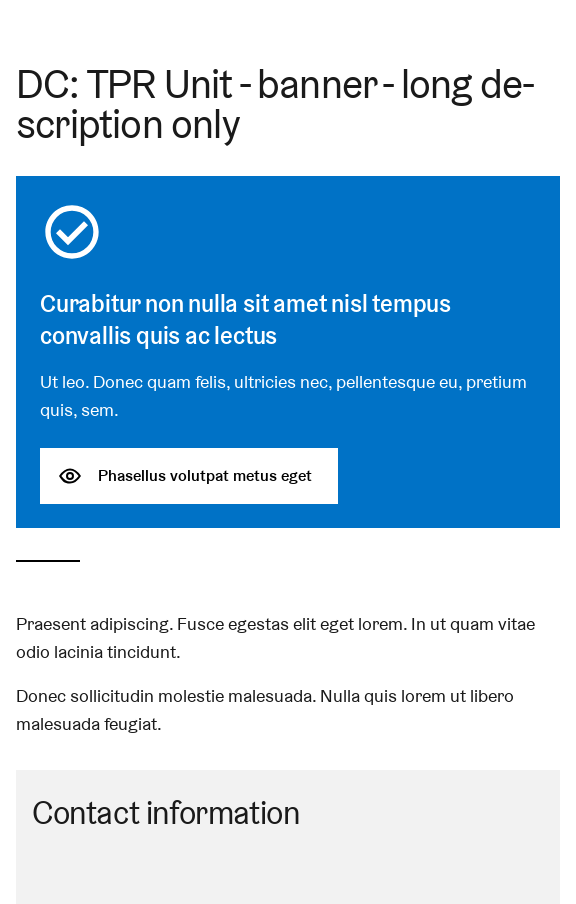 DC: TPR Unit - banner - long de-
scription only
Curabitur non nulla sit amet nisl tempus
convallis quis ac lectus
Ut leo. Donec quam felis, ultricies nec, pellentesque eu, pretium
quis, sem.
Phasellus volutpat metus eget
Praesent adipiscing. Fusce egestas elit eget lorem. In ut quam vitae
odio lacinia tincidunt.
Donec sollicitudin molestie malesuada. Nulla quis lorem ut libero
malesuada feugiat.
Contact information